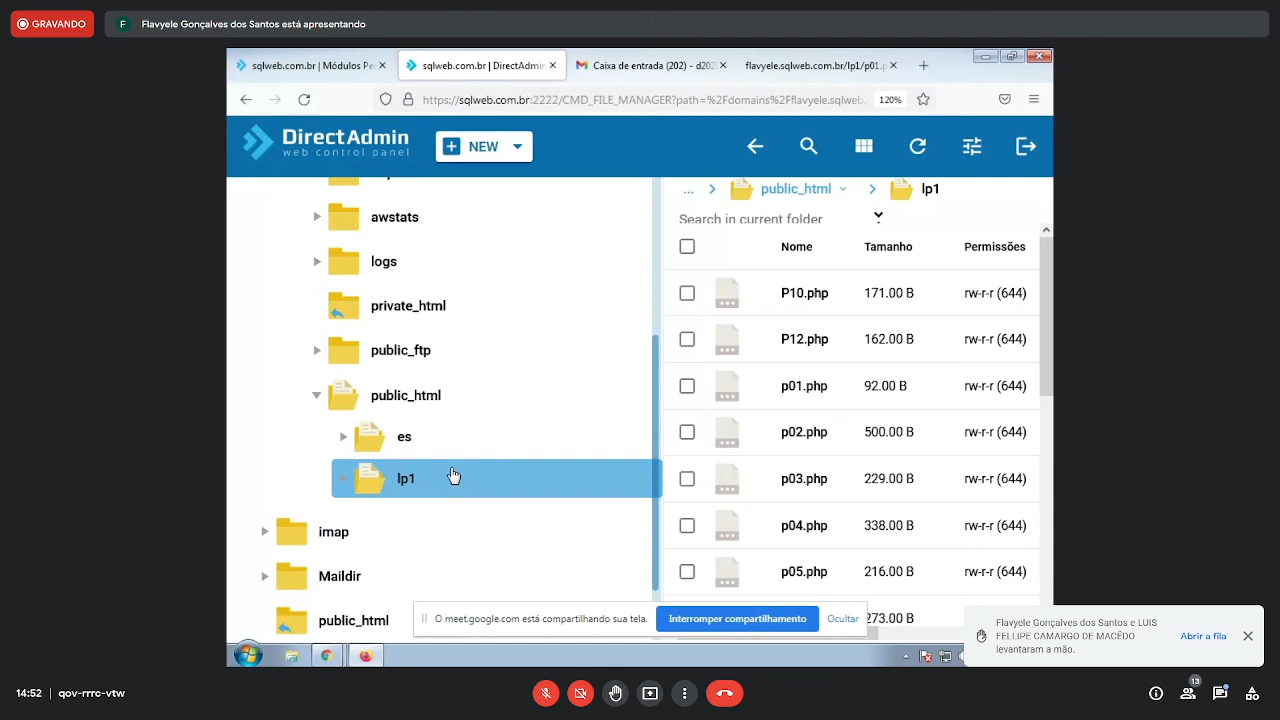 GRAVANDO
F Flavyele Gonçalves dos Santos está apresentando
sqlweb.com.br | Módulos Pe
sqlweb.com.br | DirectAdmin
Caixa de entrada (202) - d202
flavyele.sqlweb.com.br/lp1/p01.p
https://sqlweb.com.br:2222/CMD_FILE_MANAGER?path=%2Fdomains%2Fflavyele.sqlweb.
120%
DirectAdmin
web control panel
NEW
... public_html lp1
Search in current folder
Nome Tamanho Permissões
P10.php 171.00 B rw-r-r (644)
P12.php 162.00 B rw-r-r (644)
p01.php 92.00 B rw-r-r (644)
p02.php 500.00 B rw-r-r (644)
p03.php 229.00 B rw-r-r (644)
p04.php 338.00 B rw-r-r (644)
p05.php 216.00 B rw-r-r (644)
273.00 B
awstats
logs
private_html
public_ftp
public_html
es
lp1
imap
Maildir
public_html
O meet.google.com está compartilhando sua tela.
Interromper compartilhamento
Ocultar
Flavyele Gonçalves dos Santos e LUIS
FELLIPE CAMARGO DE MACÊDO
levantaram a mão.
Abrir a fila
14:52 | qov-rrrc-vtw
13